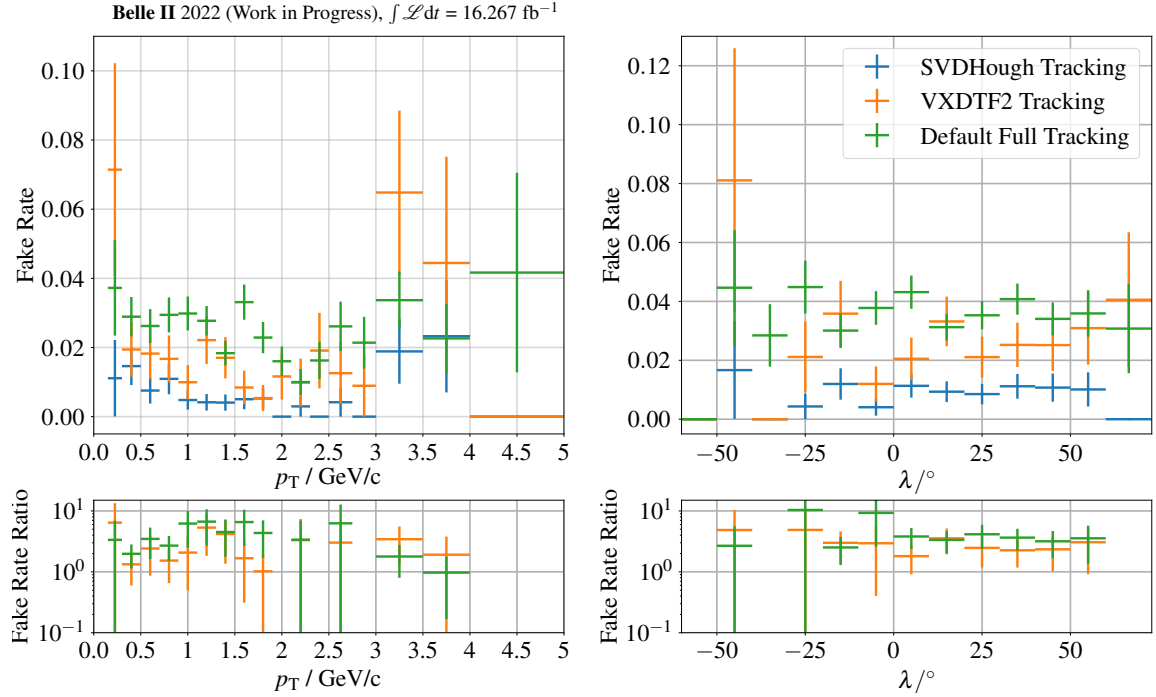 Belle II 2022 (Work in Progress), ∫ ℒdt = 16.267 fb⁻¹
0.10
0.08
0.06
0.04
0.02
0.00
Fake Rate
0.0 0.5 1 1.5 2 2.5 3 3.5 4 4.5 5
p_T / GeV/c
0.12
0.10
0.08
0.06
0.04
0.02
0.00
Fake Rate
SVDHough Tracking
VXDTF2 Tracking
Default Full Tracking
−50 −25 0 25 50
λ/°
10¹
10⁰
10⁻¹
Fake Rate Ratio
0.0 0.5 1 1.5 2 2.5 3 3.5 4 4.5 5
p_T / GeV/c
10¹
10⁰
10⁻¹
Fake Rate Ratio
−50 −25 0 25 50
λ/°